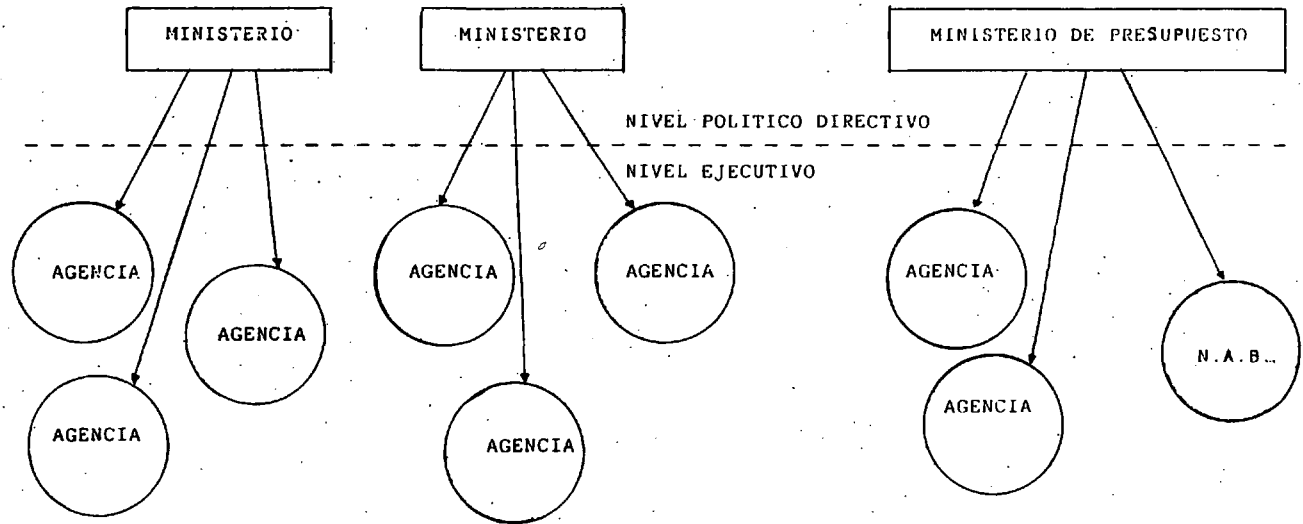 MINISTERIO
MINISTERIO
MINISTERIO DE PRESUPUESTO
NIVEL POLITICO DIRECTIVO
NIVEL EJECUTIVO
AGENCIA
AGENCIA
AGENCIA
AGENCIA
AGENCIA
AGENCIA
AGENCIA
N.A.B.
AGENCIA